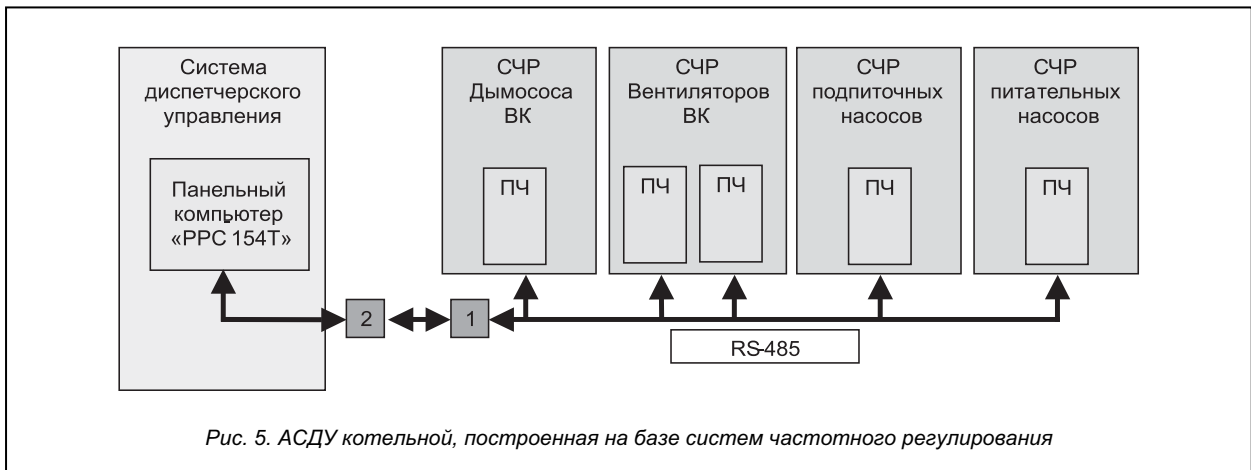 Система
диспетчерского
управления
Панельный
компьютер
«PPC 154T»
СЧР
Дымососа
ВК
ПЧ
СЧР
Вентиляторов
ВК
ПЧ
ПЧ
СЧР
подпиточных
насосов
ПЧ
СЧР
питательных
насосов
ПЧ
2
1
RS-485
Рис. 5. АСДУ котельной, построенная на базе систем частотного регулирования